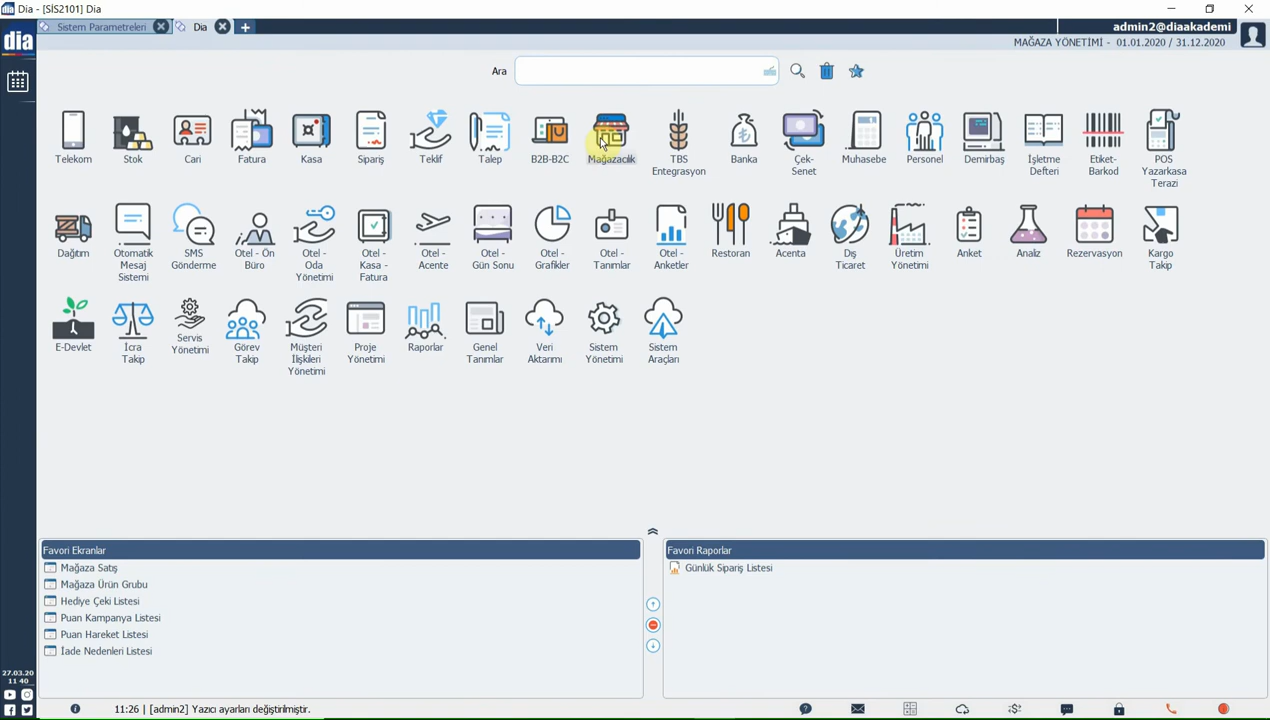 Dia - [SİS2101] Dia
Sistem Parametreleri
Dia
admin2@diaakademi
dia
MAĞAZA YÖNETİMİ - 01.01.2020 / 31.12.2020
Ara
Telekom
Stok
Cari
Fatura
Kasa
Sipariş
Teklif
Talep
B2B-B2C
Mağazacılık
TBS
Entegrasyon
Banka
Çek-
Senet
Muhasebe
Personel
Demirbaş
İşletme
Defteri
Etiket-
Barkod
POS
Yazarkasa
Terazi
Dağıtım
Otomatik
Mesaj
Sistemi
SMS
Gönderme
Otel - Ön
Büro
Otel -
Oda
Yönetimi
Otel -
Kasa -
Fatura
Otel -
Acente
Otel -
Gün Sonu
Otel -
Grafikler
Otel -
Tanımlar
Otel -
Anketler
Restoran
Acenta
Dış
Ticaret
Üretim
Yönetimi
Anket
Analiz
Rezervasyon
Kargo
Takip
E-Devlet
İcra
Takip
Servis
Yönetimi
Görev
Takip
Müşteri
İlişkileri
Yönetimi
Proje
Yönetimi
Raporlar
Genel
Tanımlar
Veri
Aktarımı
Sistem
Yönetimi
Sistem
Araçları
Favori Ekranlar
Mağaza Satış
Mağaza Ürün Grubu
Hediye Çeki Listesi
Puan Kampanya Listesi
Puan Hareket Listesi
İade Nedenleri Listesi
Favori Raporlar
Günlük Sipariş Listesi
27.03.20
11 40
11:26 | [admin2] Yazıcı ayarları değiştirilmiştir.